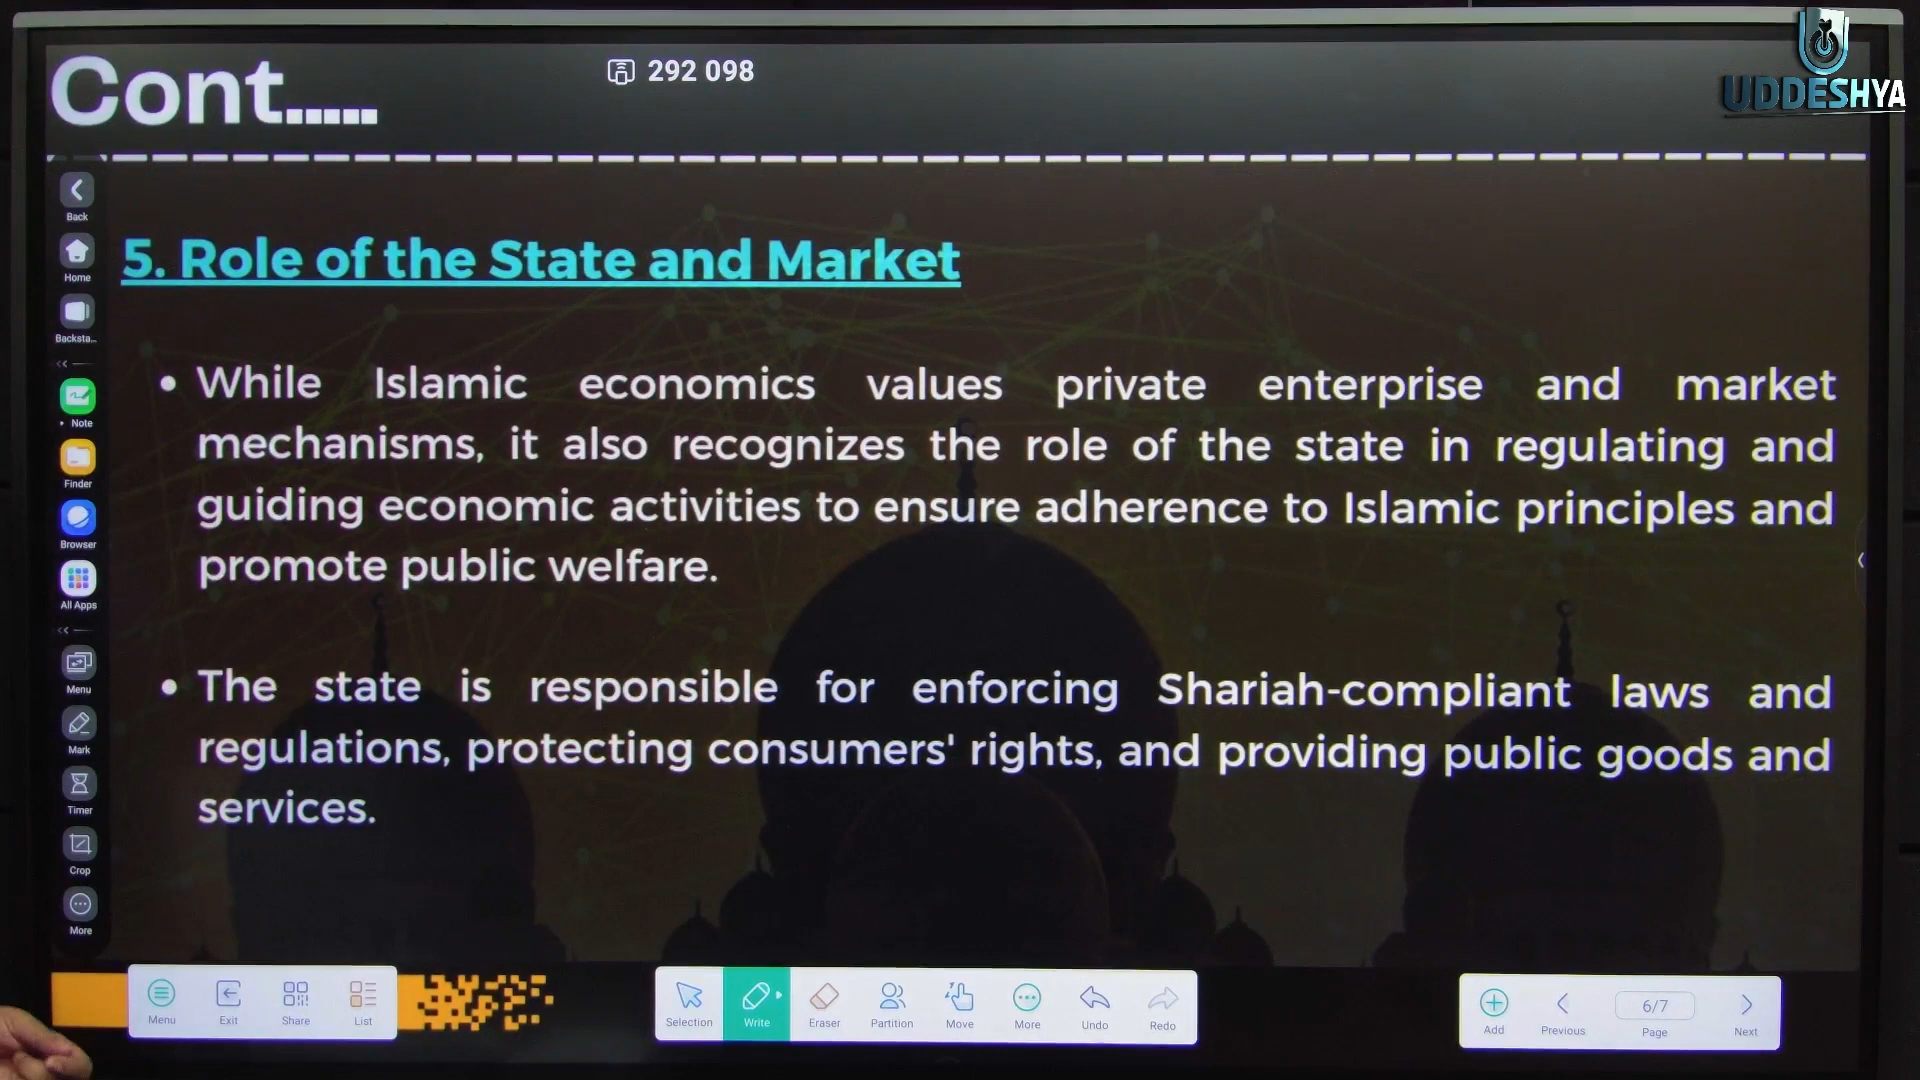 Cont.....
292 098
UDDESHYA
5. Role of the State and Market
• While Islamic economics values private enterprise and market
mechanisms, it also recognizes the role of the state in regulating and
guiding economic activities to ensure adherence to Islamic principles and
promote public welfare.
• The state is responsible for enforcing Shariah-compliant laws and
regulations, protecting consumers' rights, and providing public goods and
services.
Back
Home
Backsta...
Note
Finder
Browser
All Apps
Menu
Mark
Timer
Crop
More
Menu Exit Share List
Selection Write Eraser Partition Move More Undo Redo
6/7
Add Previous Page Next